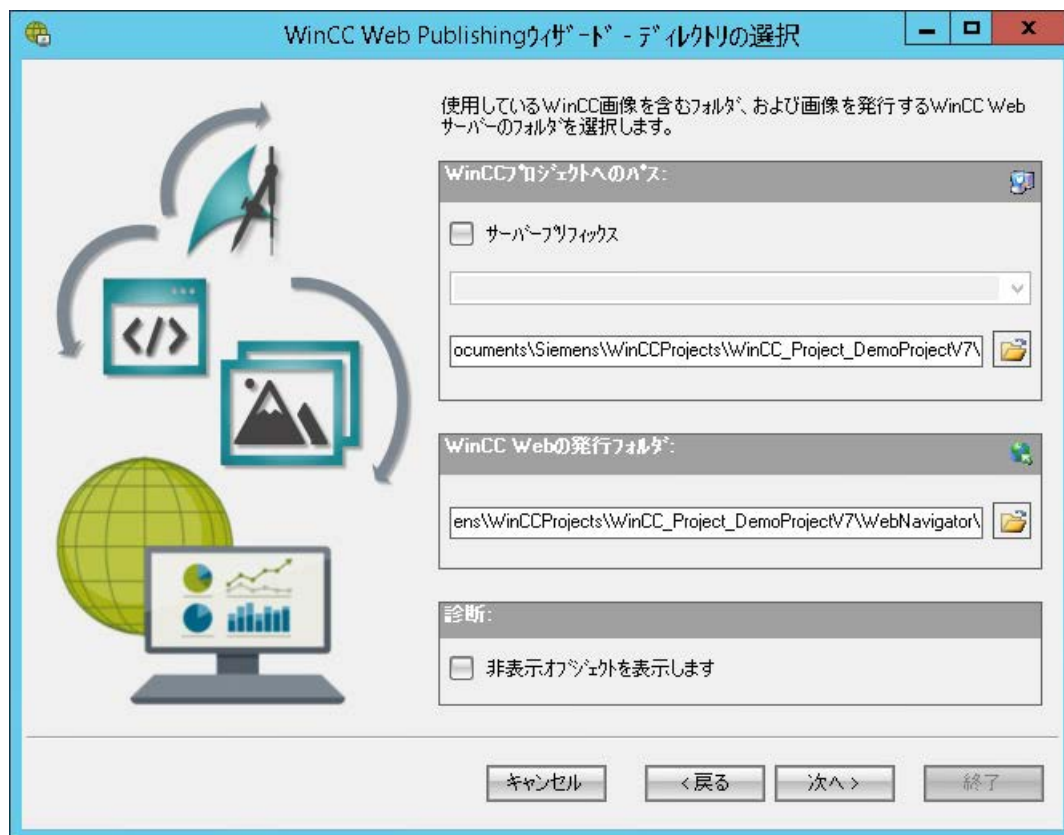 WinCC Web Publishingｳｨｻﾞｰﾄﾞ - ﾃﾞｨﾚｸﾄﾘの選択
使用しているWinCC画像を含むﾌｫﾙﾀﾞ、および画像を発行するWinCC Web
ｻｰﾊﾞｰのﾌｫﾙﾀﾞを選択します。
WinCCﾌﾟﾛｼﾞｪｸﾄへのﾊﾟｽ:
ｻｰﾊﾞｰﾌﾟﾘﾌｨｯｸｽ
ocuments\Siemens\WinCCProjects\WinCC_Project_DemoProjectV7\
WinCC Webの発行ﾌｫﾙﾀﾞ:
ens\WinCCProjects\WinCC_Project_DemoProjectV7\WebNavigator\
診断:
非表示ｵﾌﾞｼﾞｪｸﾄを表示します
ｷｬﾝｾﾙ
<戻る
次へ>
終了